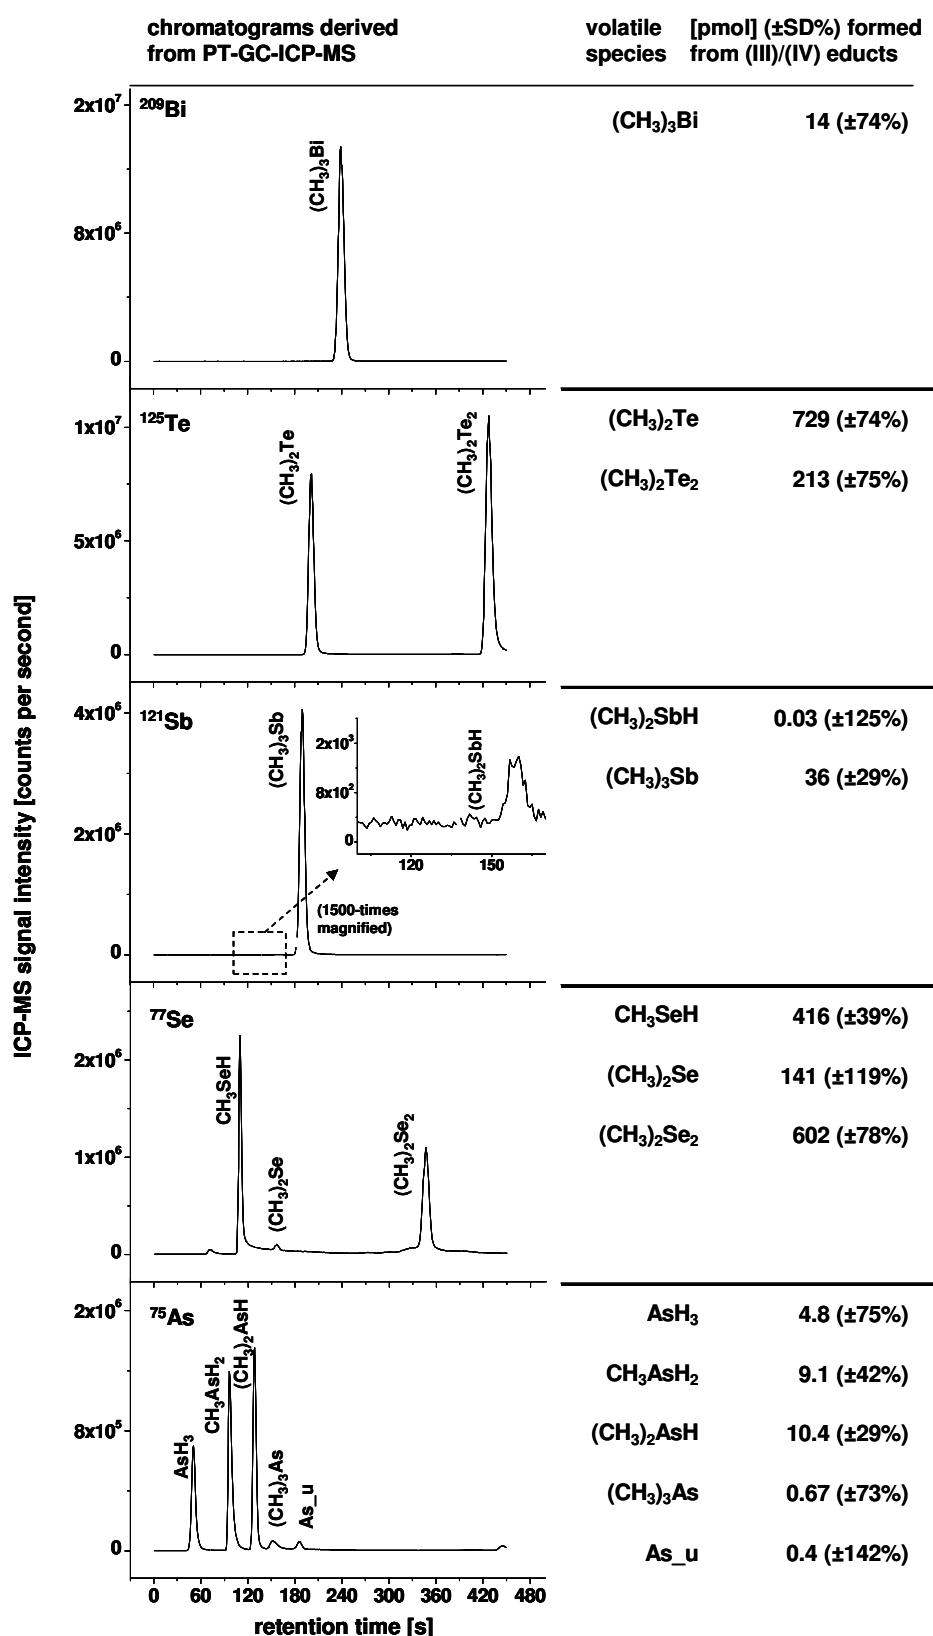 chromatograms derived
from PT-GC-ICP-MS
volatile
species
[pmol] (±SD%) formed
from (III)/(IV) educts
ICP-MS signal intensity [counts per second]
²⁰⁹Bi
2x10⁷
8x10⁶
0
(CH₃)₃Bi
(CH₃)₃Bi 14 (±74%)
¹²⁵Te
1x10⁷
5x10⁶
0
(CH₃)₂Te
(CH₃)₂Te₂
(CH₃)₂Te 729 (±74%)
(CH₃)₂Te₂ 213 (±75%)
¹²¹Sb
4x10⁶
2x10⁶
0
(CH₃)₃Sb
2x10³
8x10²
0
(CH₃)₂SbH
120 150
(1500-times
magnified)
(CH₃)₂SbH 0.03 (±125%)
(CH₃)₃Sb 36 (±29%)
⁷⁷Se
2x10⁶
1x10⁶
0
CH₃SeH
(CH₃)₂Se
(CH₃)₂Se₂
CH₃SeH 416 (±39%)
(CH₃)₂Se 141 (±119%)
(CH₃)₂Se₂ 602 (±78%)
⁷⁵As
2x10⁶
8x10⁵
0
AsH₃
CH₃AsH₂
(CH₃)₂AsH
(CH₃)₃As
As_u
AsH₃ 4.8 (±75%)
CH₃AsH₂ 9.1 (±42%)
(CH₃)₂AsH 10.4 (±29%)
(CH₃)₃As 0.67 (±73%)
As_u 0.4 (±142%)
0 60 120 180 240 300 360 420 480
retention time [s]